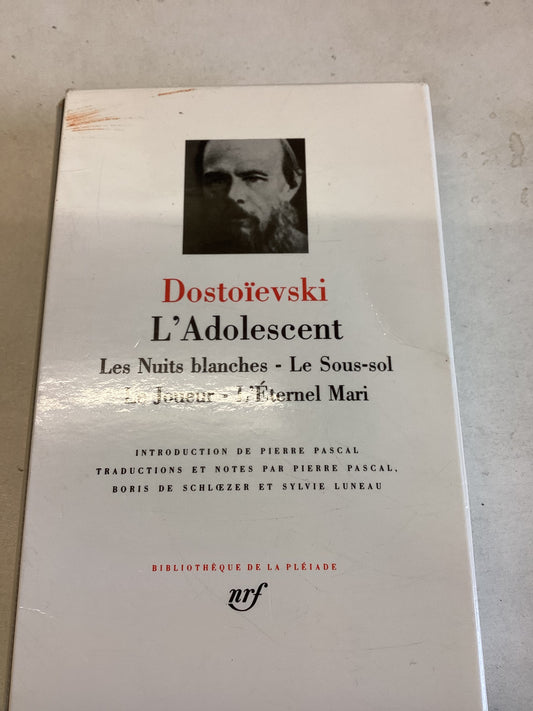 Dostoïevski
L'Adolescent
Les Nuits blanches - Le Sous-sol
Le Joueur - L'Éternel Mari
INTRODUCTION DE PIERRE PASCAL
TRADUCTIONS ET NOTES PAR PIERRE PASCAL,
BORIS DE SCHLŒZER ET SYLVIE LUNEAU
BIBLIOTHÈQUE DE LA PLÉIADE
nrf